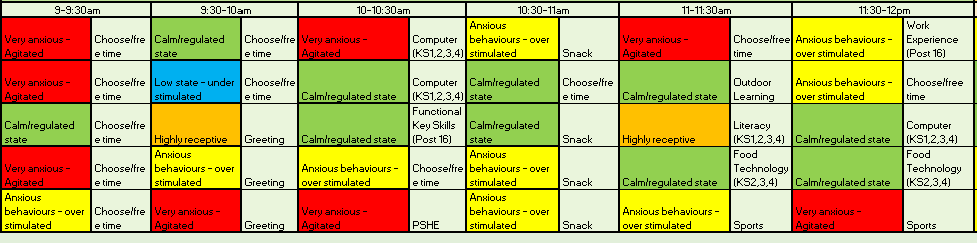 9-9:30am 9:30-10am 10-10:30am 10:30-11am 11-11:30am 11:30-12pm
Very anxious – Agitated Choose/free time Calm/regulated state Choose/free time Very anxious – Agitated Computer (KS1,2,3,4) Anxious behaviours – over stimulated Snack Very anxious – Agitated Choose/free time Anxious behaviours – over stimulated Work Experience (Post 16)
Very anxious – Agitated Choose/free time Low state – under stimulated Choose/free time Calm/regulated state Computer (KS1,2,3,4) Calm/regulated state Choose/free time Calm/regulated state Outdoor Learning Anxious behaviours – over stimulated Choose/free time
Calm/regulated state Choose/free time Highly receptive Greeting Calm/regulated state Functional Key Skills (Post 16) Calm/regulated state Snack Highly receptive Literacy (KS1,2,3,4) Calm/regulated state Computer (KS1,2,3,4)
Very anxious – Agitated Choose/free time Anxious behaviours – over stimulated Greeting Anxious behaviours – over stimulated Choose/free time Anxious behaviours – over stimulated Snack Calm/regulated state Food Technology (KS2,3,4) Calm/regulated state Food Technology (KS2,3,4)
Anxious behaviours – over stimulated Choose/free time Very anxious – Agitated Greeting Very anxious – Agitated PSHE Anxious behaviours – over stimulated Snack Anxious behaviours – over stimulated Sports Very anxious – Agitated Sports